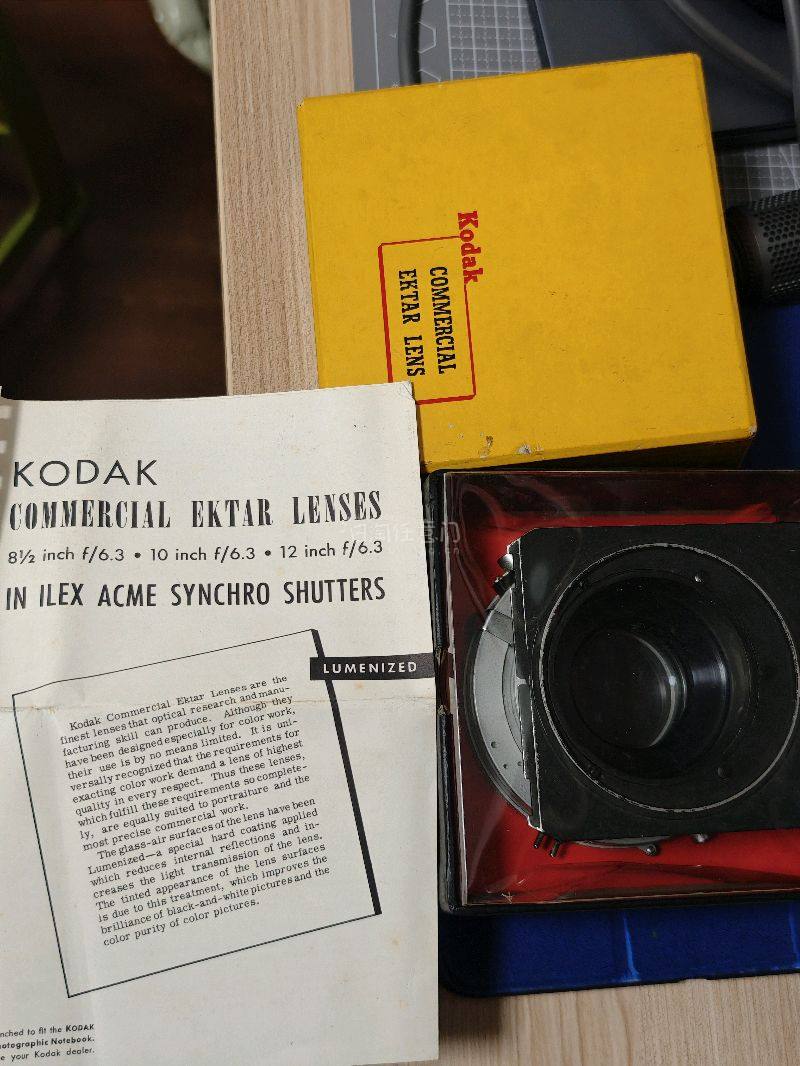 Kodak
COMMERCIAL
EKTAR LENS
KODAK
COMMERCIAL EKTAR LENSES
8½ inch f/6.3 • 10 inch f/6.3 • 12 inch f/6.3
IN ILEX ACME SYNCHRO SHUTTERS
LUMENIZED
Kodak Commercial Ektar Lenses are the
finest lenses that optical research and manu-
facturing skill can produce. Although they
have been designed especially for color work,
their use is by no means limited. It is uni-
versally recognized that the requirements for
exacting color work demand a lens of highest
quality in every respect. Thus these lenses,
which fulfill these requirements so complete-
ly, are equally suited to portraiture and the
most precise commercial work.
The glass-air surfaces of the lens have been
Lumenized—a special hard coating applied
which reduces internal reflections and in-
creases the light transmission of the lens.
The tinted appearance of the lens surfaces
is due to this treatment, which improves the
brilliance of black-and-white pictures and the
color purity of color pictures.
nched to fit the KODAK
otographic Notebook.
e your Kodak dealer.